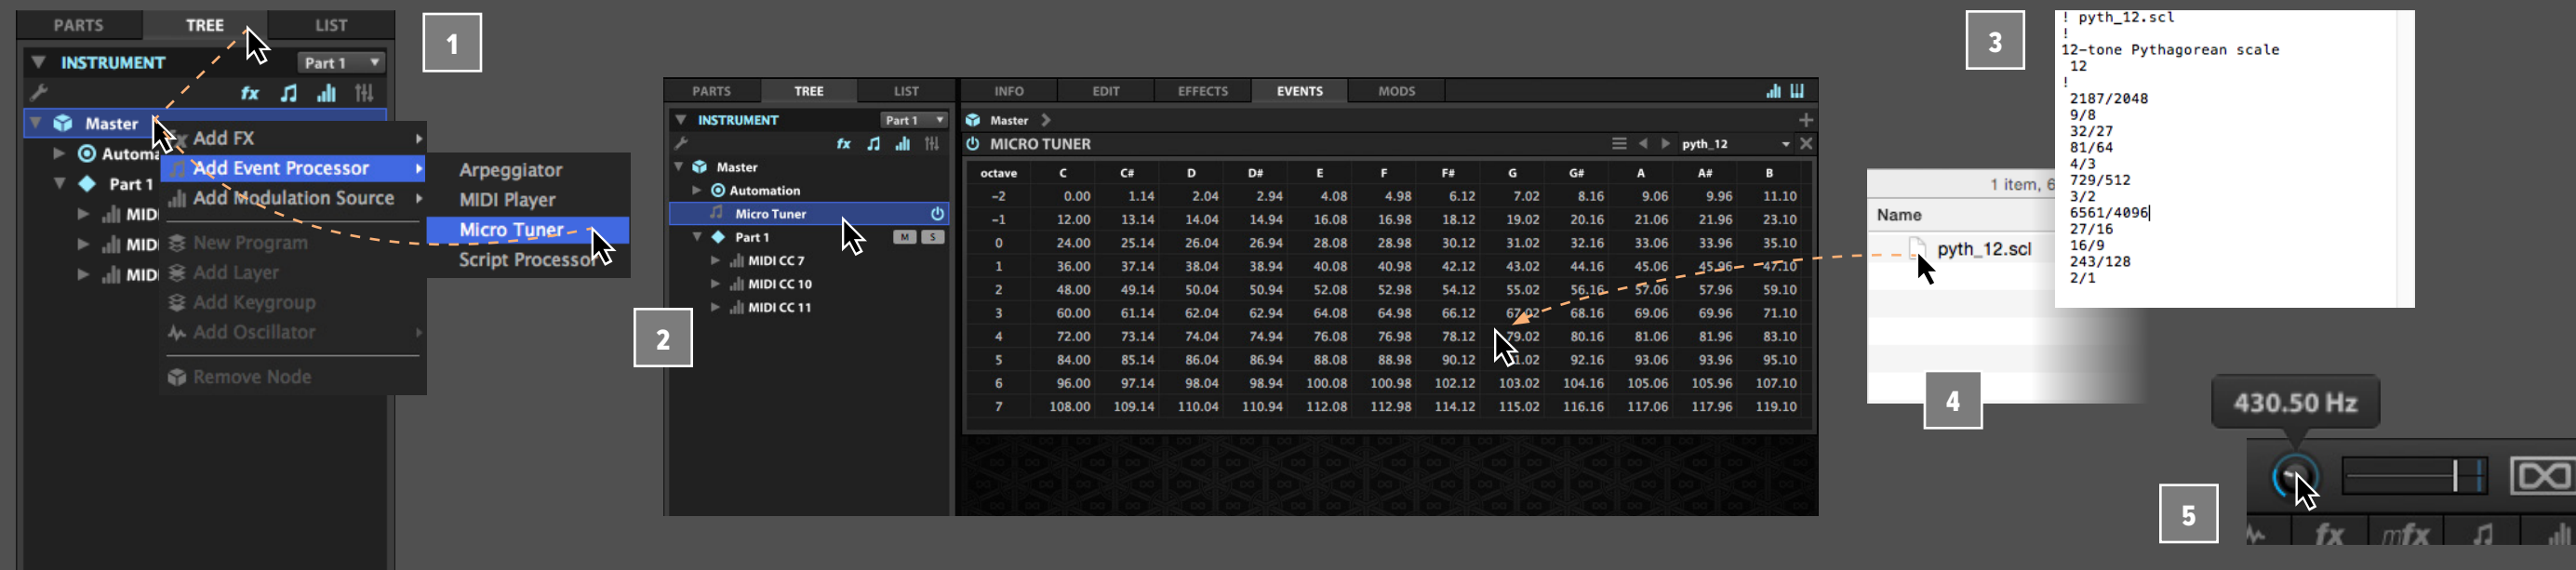 PARTS TREE LIST
1
INSTRUMENT Part 1
fx
Master
Add FX
Automa
Add Event Processor
Part 1
Add Modulation Source
MID
New Program
MID
Add Layer
MID
Add Keygroup
Add Oscillator
Remove Node
Arpeggiator
MIDI Player
Micro Tuner
Script Processor
2
PARTS TREE LIST
INSTRUMENT Part 1
fx
Master
Automation
Micro Tuner
Part 1 M S
MIDI CC 7
MIDI CC 10
MIDI CC 11
INFO EDIT EFFECTS EVENTS MODS
Master
MICRO TUNER pyth_12
octave C C# D D# E F F# G G# A A# B
-2 0.00 1.14 2.04 2.94 4.08 4.98 6.12 7.02 8.16 9.06 9.96 11.10
-1 12.00 13.14 14.04 14.94 16.08 16.98 18.12 19.02 20.16 21.06 21.96 23.10
0 24.00 25.14 26.04 26.94 28.08 28.98 30.12 31.02 32.16 33.06 33.96 35.10
1 36.00 37.14 38.04 38.94 40.08 40.98 42.12 43.02 44.16 45.06 45.96 47.10
2 48.00 49.14 50.04 50.94 52.08 52.98 54.12 55.02 56.16 57.06 57.96 59.10
3 60.00 61.14 62.04 62.94 64.08 64.98 66.12 67.02 68.16 69.06 69.96 71.10
4 72.00 73.14 74.04 74.94 76.08 76.98 78.12 79.02 80.16 81.06 81.96 83.10
5 84.00 85.14 86.04 86.94 88.08 88.98 90.12 91.02 92.16 93.06 93.96 95.10
6 96.00 97.14 98.04 98.94 100.08 100.98 102.12 103.02 104.16 105.06 105.96 107.10
7 108.00 109.14 110.04 110.94 112.08 112.98 114.12 115.02 116.16 117.06 117.96 119.10
3
! pyth_12.scl
!
12-tone Pythagorean scale
12
!
2187/2048
9/8
32/27
81/64
4/3
729/512
3/2
6561/4096
27/16
16/9
243/128
2/1
1 item, 6
Name
pyth_12.scl
4
430.50 Hz
5
fx mfx